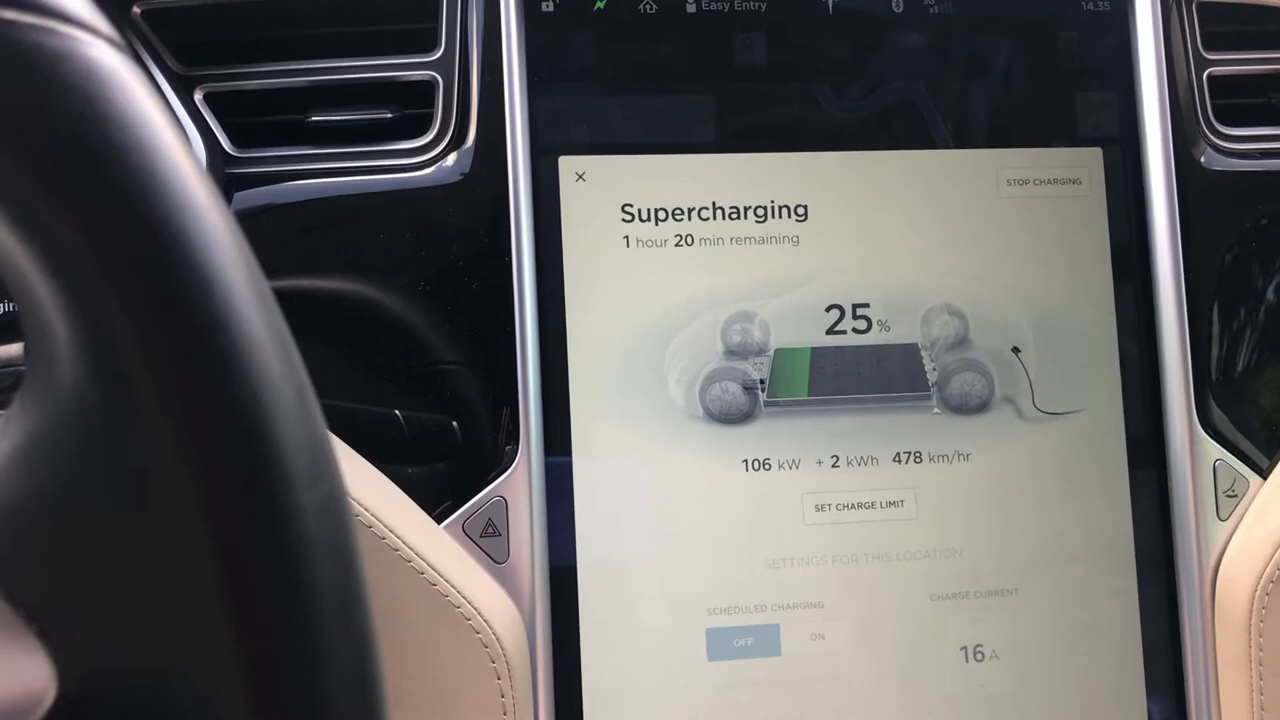 Easy Entry
3G
14.35
STOP CHARGING
Supercharging
1 hour 20 min remaining
25 %
106 kW + 2 kWh 478 km/hr
SET CHARGE LIMIT
SETTINGS FOR THIS LOCATION
SCHEDULED CHARGING
CHARGE CURRENT
OFF ON
16 A